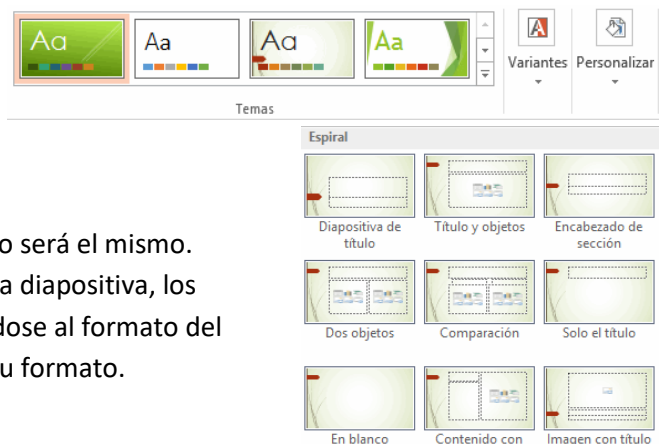 Aa Aa Aa Aa
Variantes Personalizar
Temas
Espiral
Diapositiva de título
Título y objetos
Encabezado de sección
o será el mismo.
a diapositiva, los
dose al formato del
u formato.
Dos objetos
Comparación
Solo el título
En blanco
Contenido con
Imagen con título